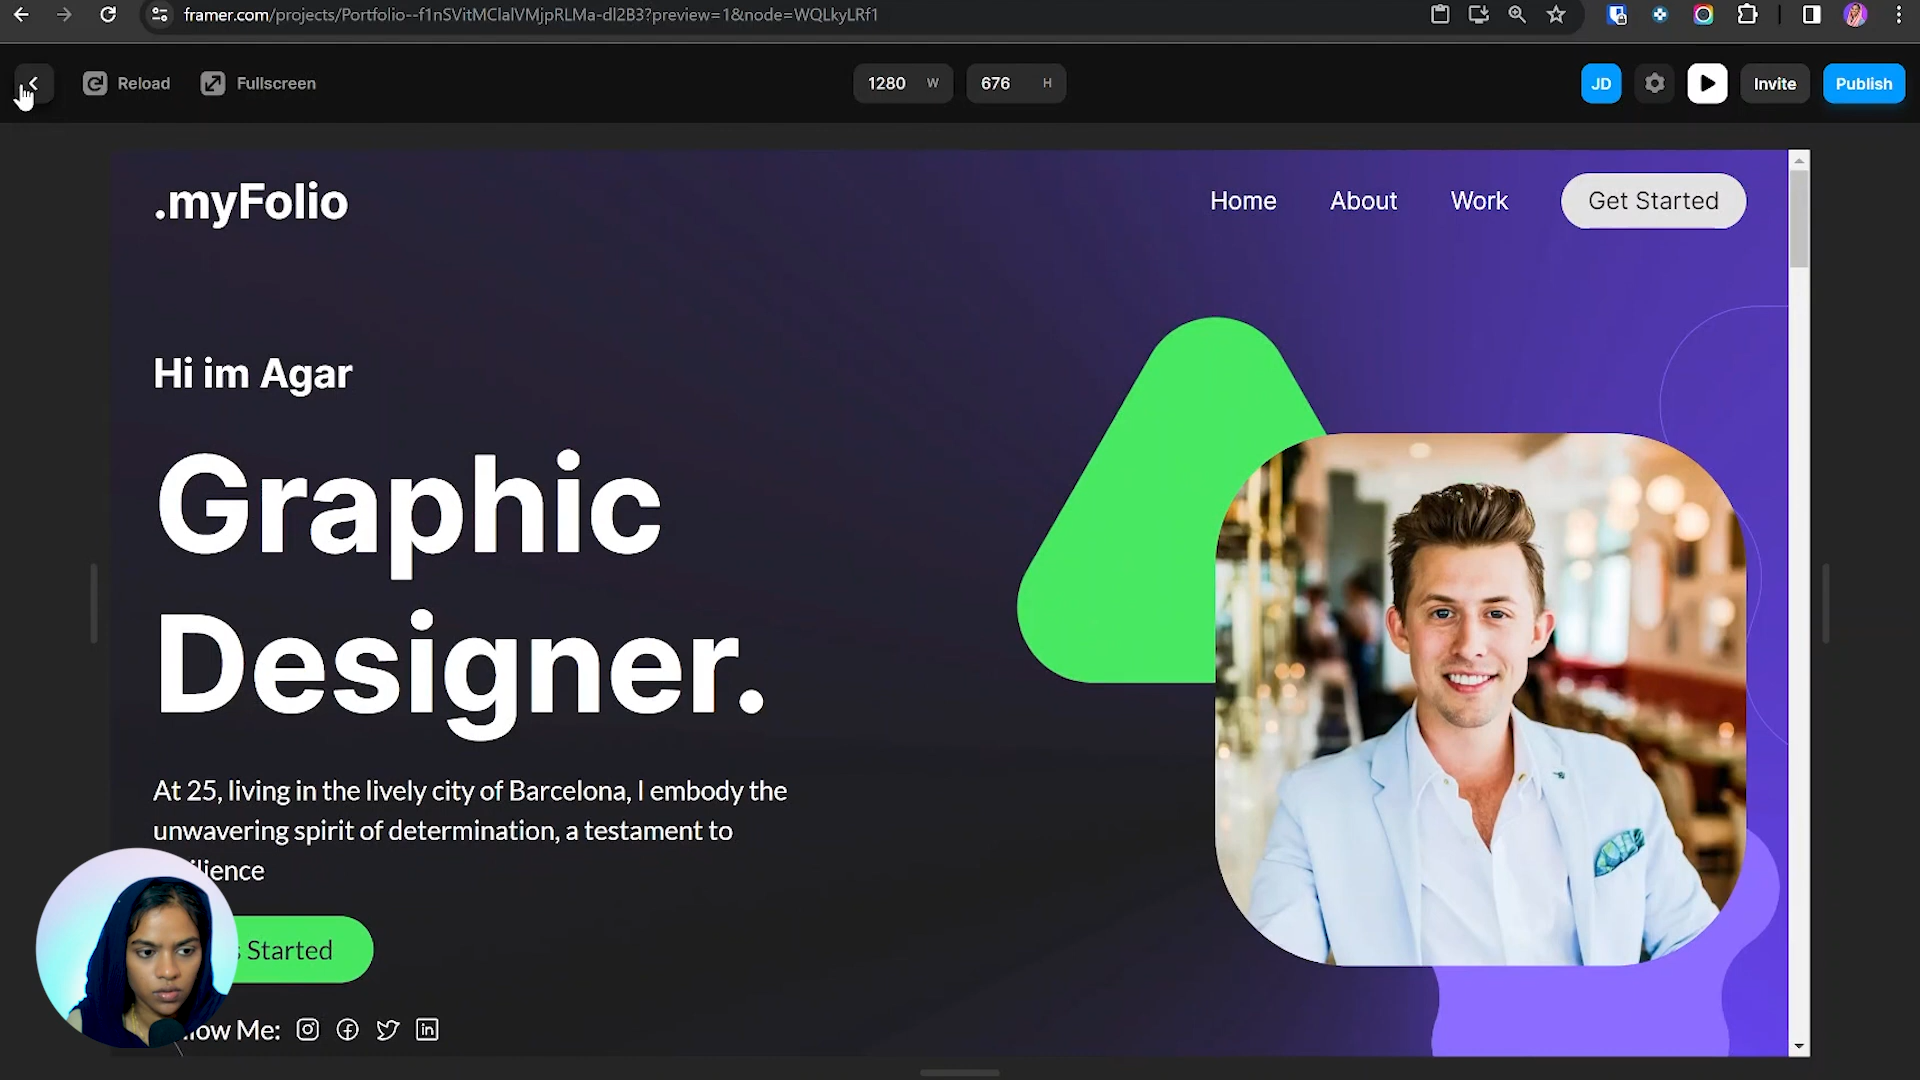 framer.com/projects/Portfolio--f1nSVitMClalVMjpRLMa-dl2B3?preview=1&node=WQLkyLRf1
Reload
Fullscreen
1280 W
676 H
JD
Invite
Publish
.myFolio
Home
About
Work
Get Started
Hi im Agar
Graphic
Designer.
At 25, living in the lively city of Barcelona, I embody the
unwavering spirit of determination, a testament to
Started
Me: